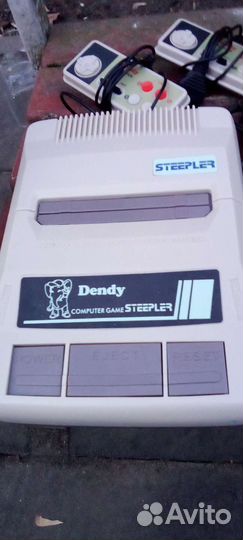 STEEPLER
Dendy
COMPUTER GAME STEEPLER
POWER EJECT RESET
Avito